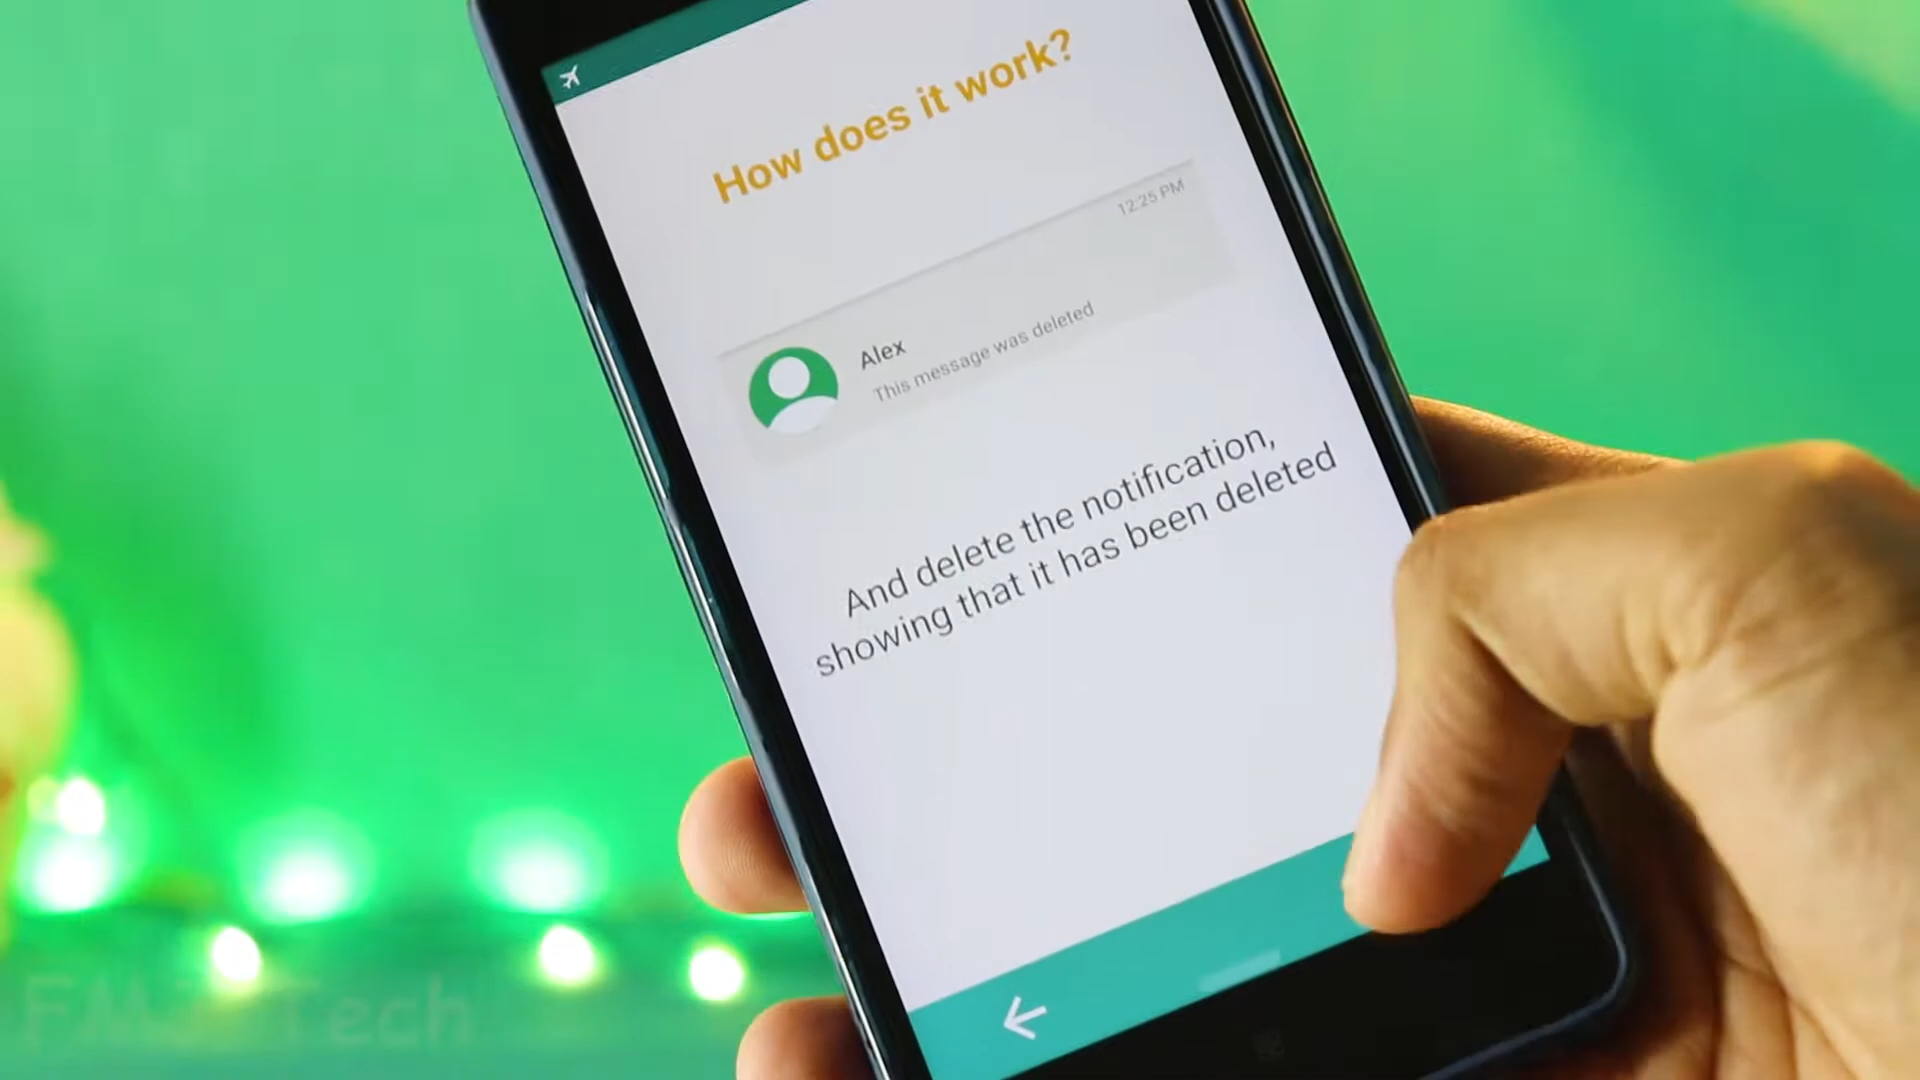 How does it work?
12:25 PM
Alex
This message was deleted
And delete the notification,
showing that it has been deleted
Tech